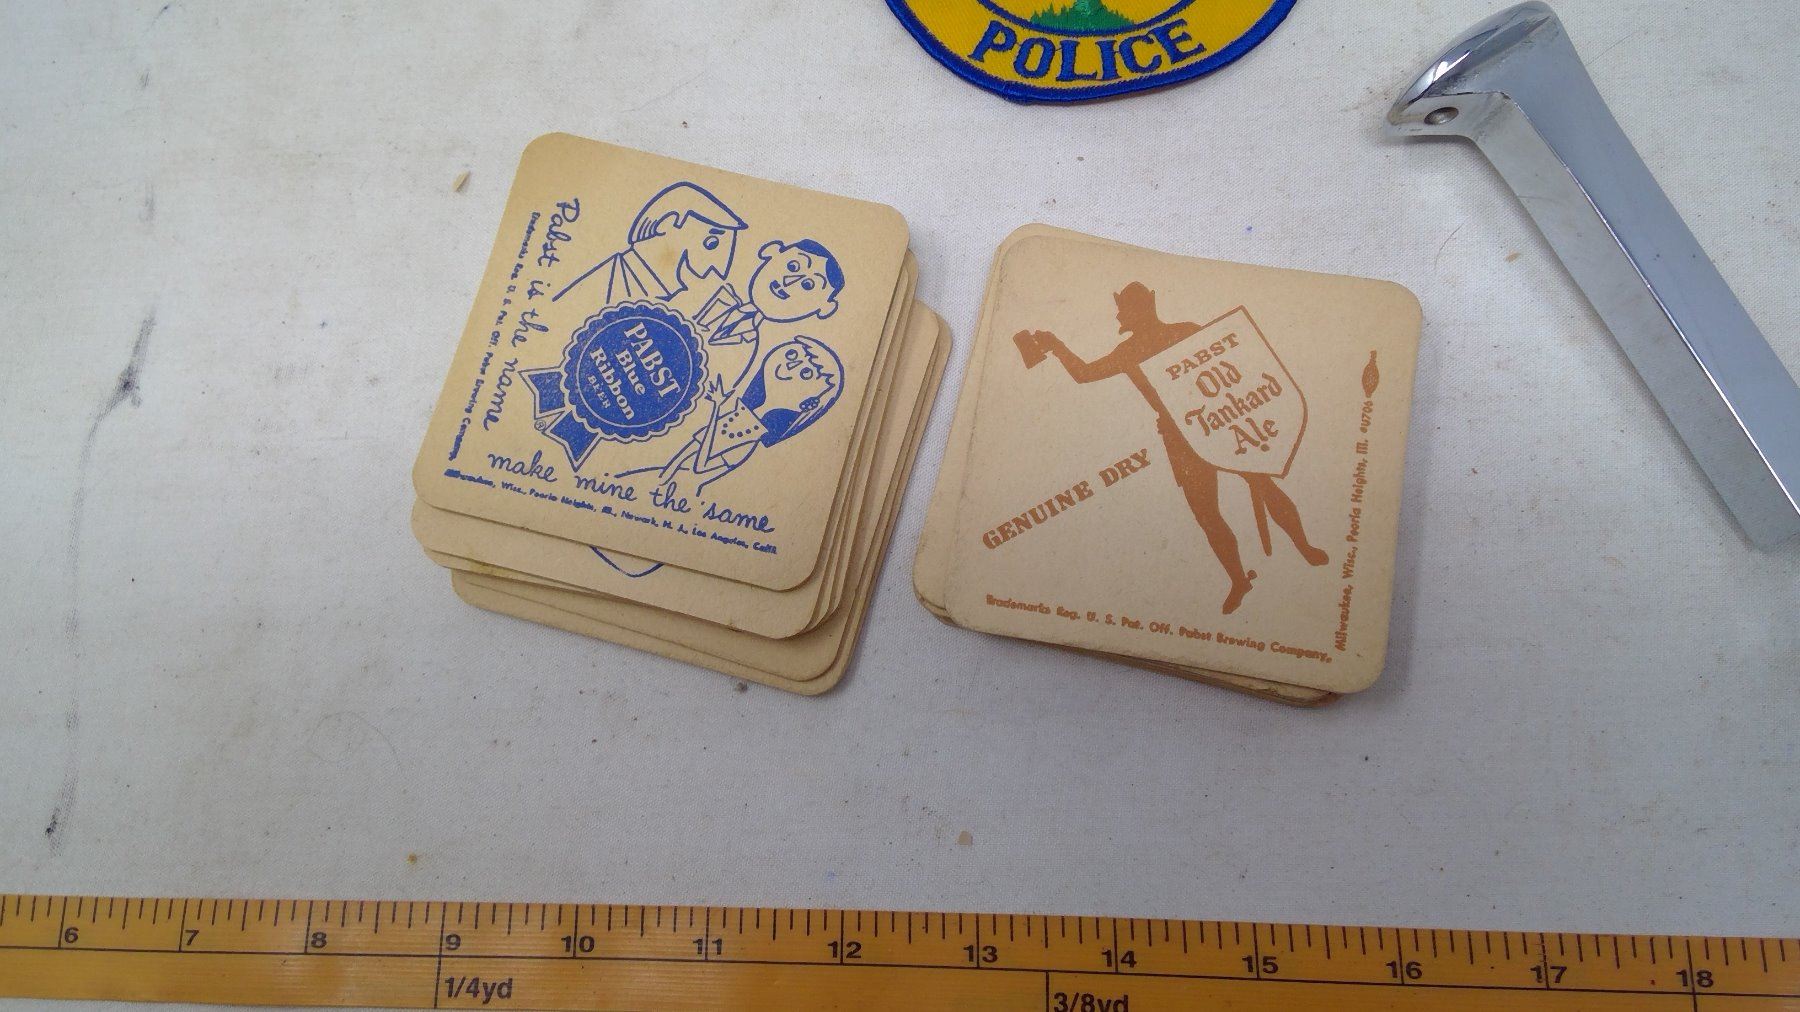 POLICE
Pabst is the name
Trademarks Reg. U. S. Pat. Off. Pabst Brewing Company,
PABST
Blue
Ribbon
BEER
®
make mine the same
Milwaukee, Wisc., Peoria Heights, Ill., Newark, N. J., Los Angeles, Calif.
PABST
Old
Tankard
Ale
GENUINE DRY
Trademarks Reg. U. S. Pat. Off. Pabst Brewing Company,
Milwaukee, Wisc., Peoria Heights, Ill.
6 7 8 9 10 11 12 13 14 15 16 17 18
1/4yd 3/8yd